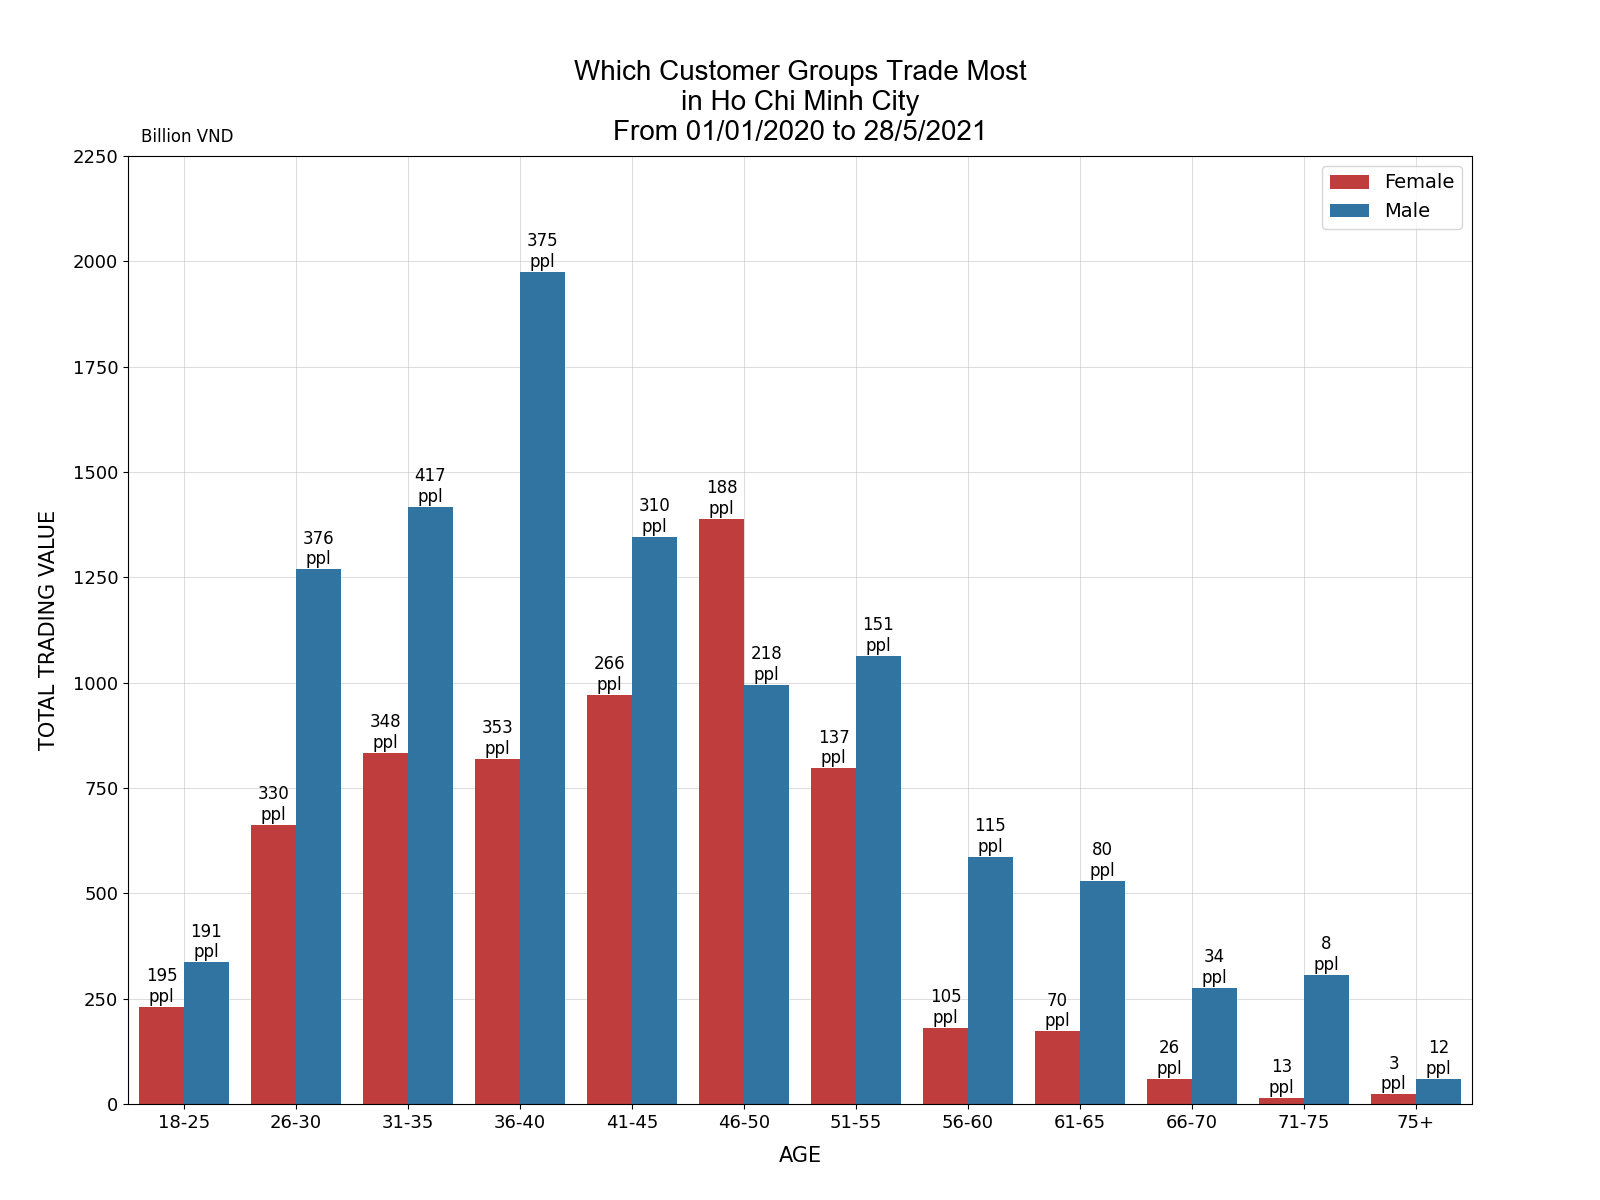 Which Customer Groups Trade Most
in Ho Chi Minh City
From 01/01/2020 to 28/5/2021
Billion VND
Female
Male
TOTAL TRADING VALUE
2250
2000
1750
1500
1250
1000
750
500
250
0
195
ppl
191
ppl
330
ppl
376
ppl
348
ppl
417
ppl
353
ppl
375
ppl
266
ppl
310
ppl
188
ppl
218
ppl
137
ppl
151
ppl
105
ppl
115
ppl
70
ppl
80
ppl
26
ppl
34
ppl
13
ppl
8
ppl
3
ppl
12
ppl
18-25 26-30 31-35 36-40 41-45 46-50 51-55 56-60 61-65 66-70 71-75 75+
AGE